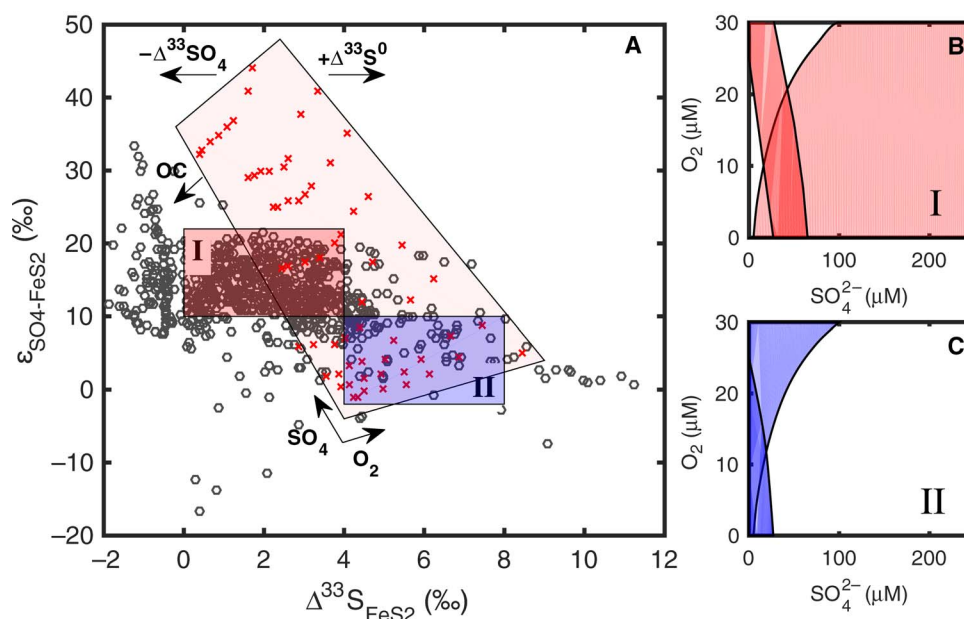 50
40
30
20
10
0
−10
−20
εSO4-FeS2 (‰)
−Δ³³SO₄
+Δ³³S⁰
A
OC
I
II
SO₄
O₂
−2 0 2 4 6 8 10 12
Δ³³SFeS2 (‰)
B
30
20
10
0
O₂ (μM)
I
0 100 200
SO₄²⁻ (μM)
C
30
20
10
0
O₂ (μM)
II
0 100 200
SO₄²⁻ (μM)